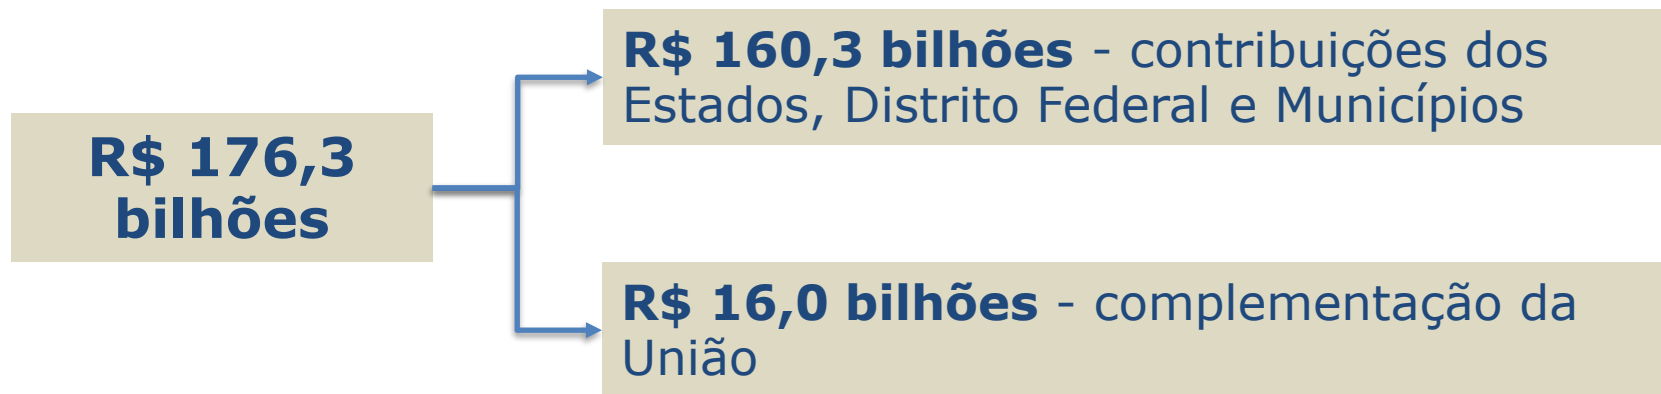 R$ 176,3
bilhões
R$ 160,3 bilhões - contribuições dos
Estados, Distrito Federal e Municípios
R$ 16,0 bilhões - complementação da
União